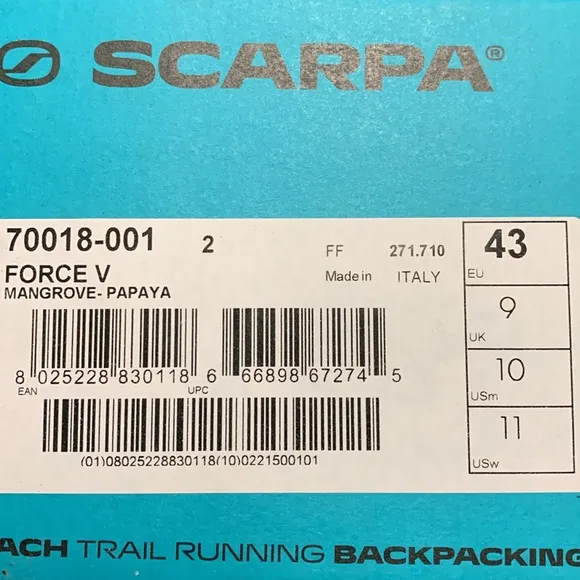 SCARPA®
70018-001 2 FF 271.710 43 EU
FORCE V Made in ITALY
MANGROVE- PAPAYA
9 UK
8 025228 830118 6 66898 67274 5
EAN UPC
10 USm
11 USw
(01)08025228830118(10)0221500101
ACH TRAIL RUNNING BACKPACKING